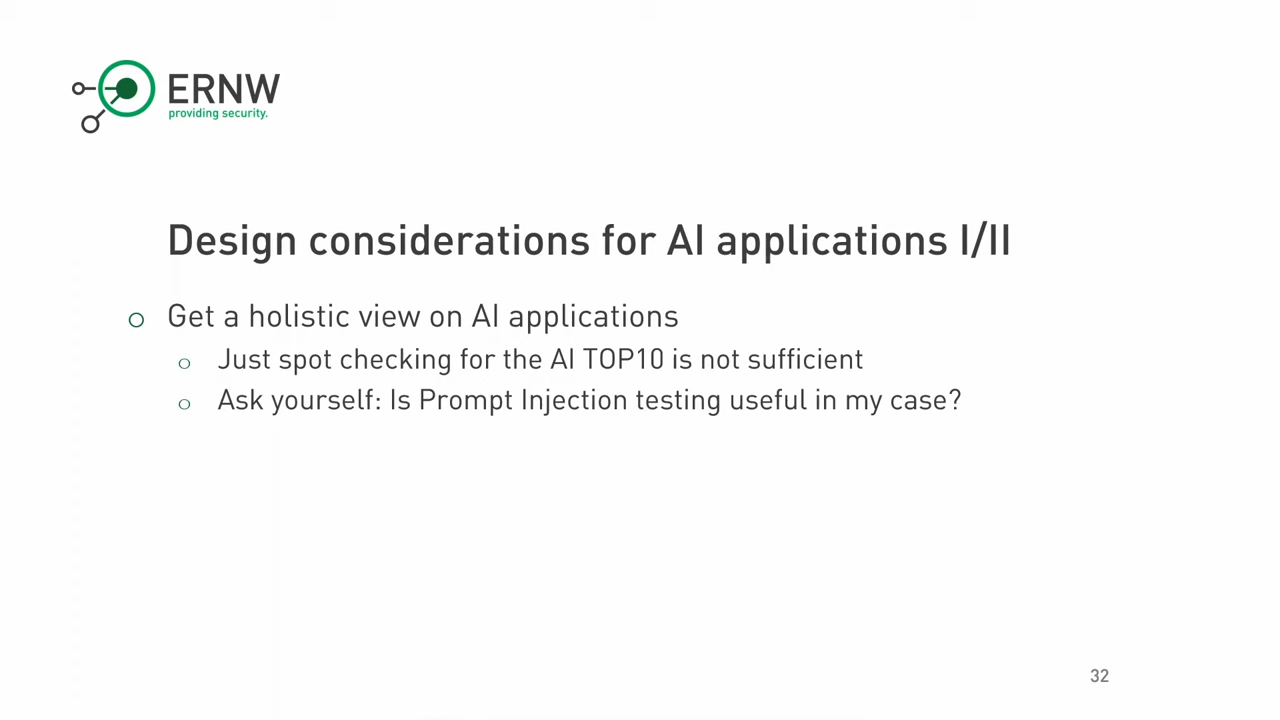 ERNW
providing security.
Design considerations for AI applications I/II
Get a holistic view on AI applications
Just spot checking for the AI TOP10 is not sufficient
Ask yourself: Is Prompt Injection testing useful in my case?
32